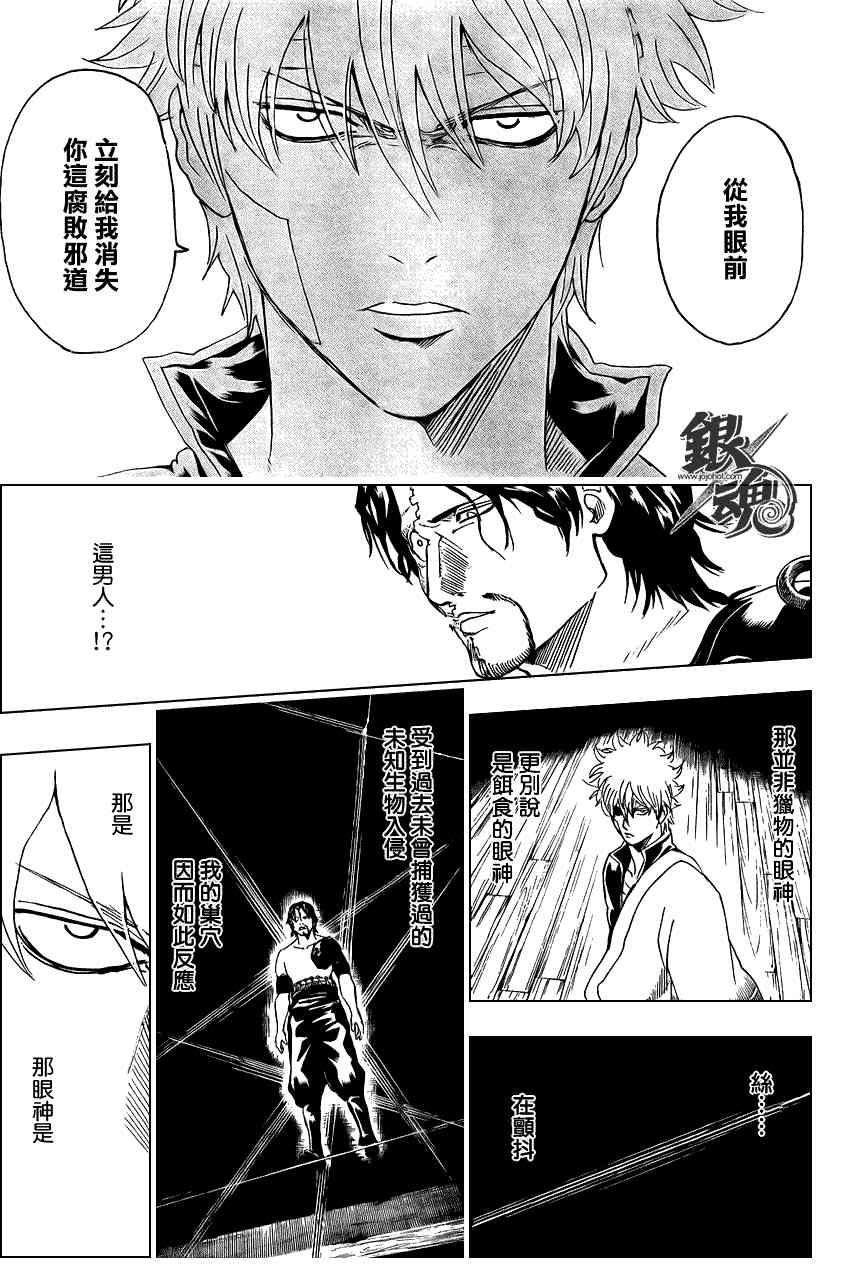 從我眼前
立刻給我消失
你這腐敗邪道
銀魂
www.jojohot.com
這男人…!?
那並非獵物的眼神
更別說
是餌食的眼神
絲……
在顫抖
受到過去未曾捕獲過的
未知生物入侵
我的巢穴
因而如此反應
那是
那眼神是